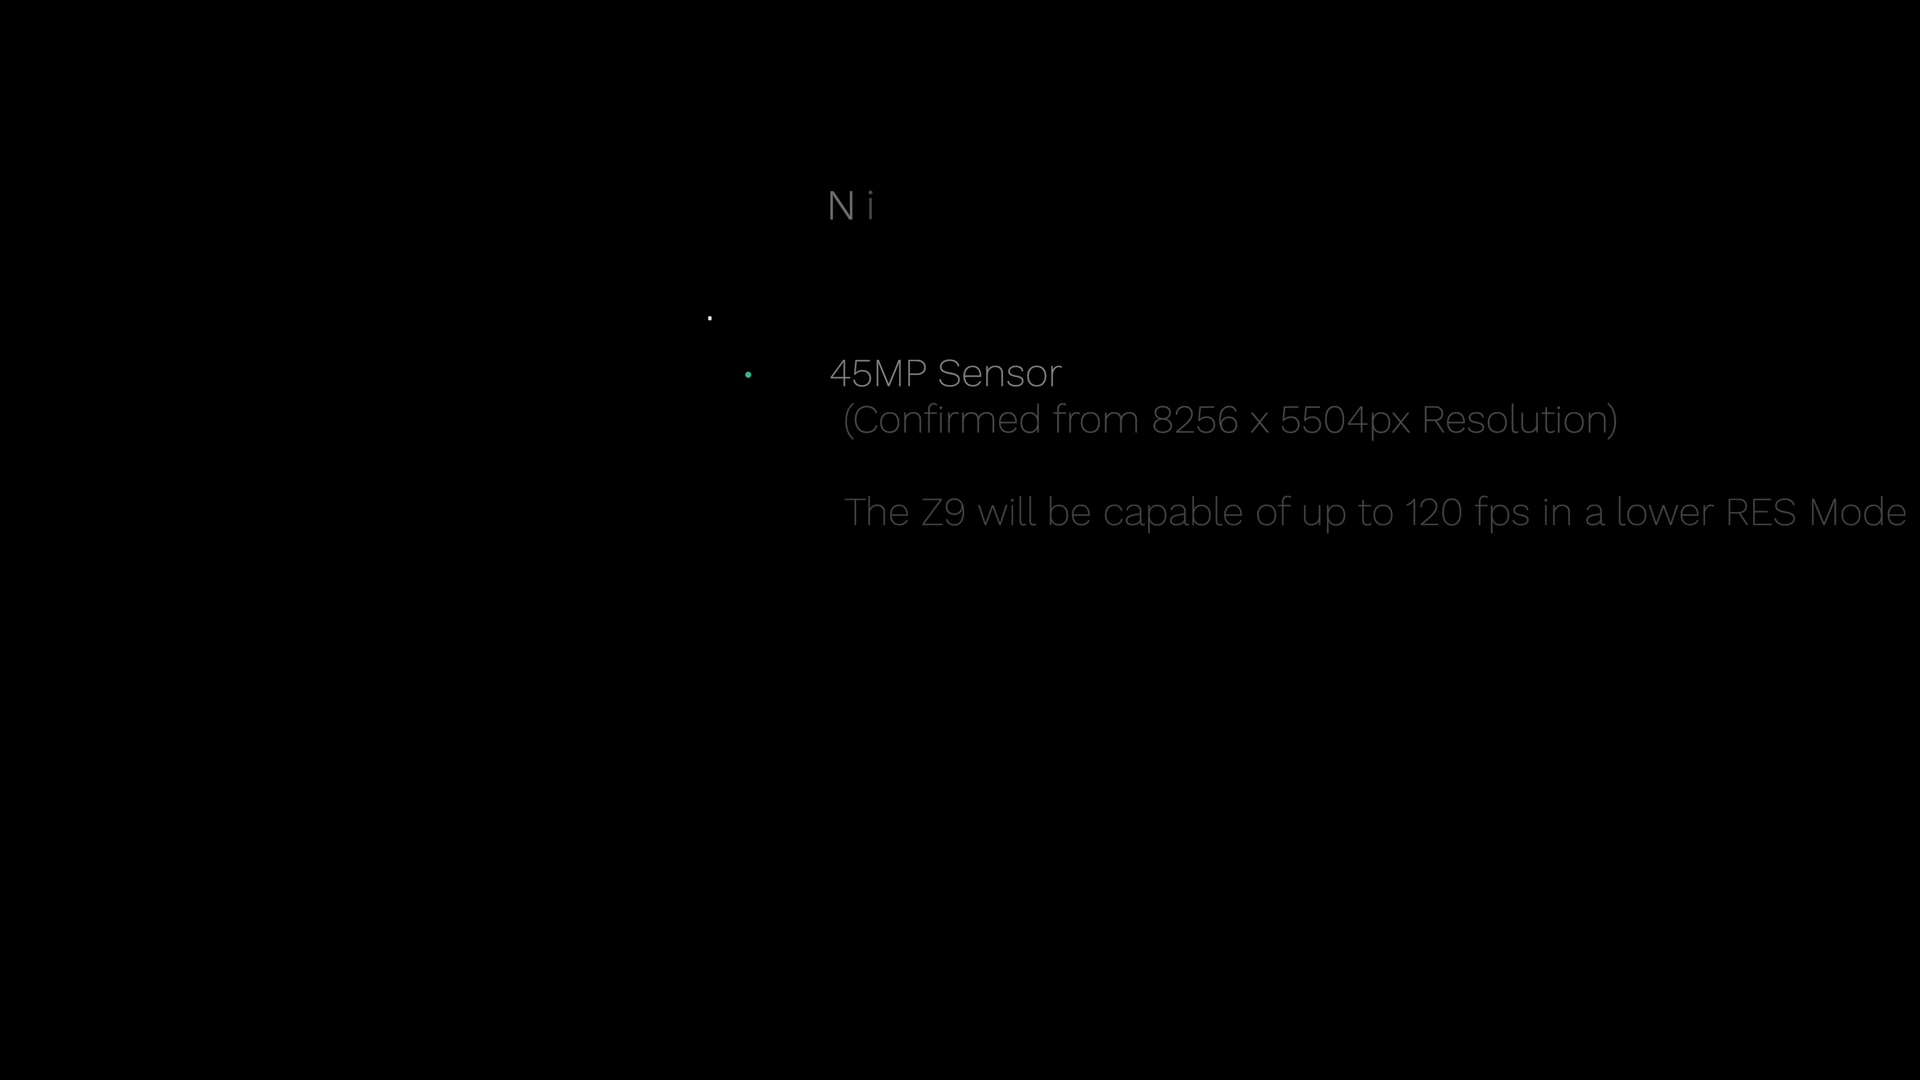 N i
45MP Sensor
(Confirmed from 8256 x 5504px Resolution)
The Z9 will be capable of up to 120 fps in a lower RES Mode